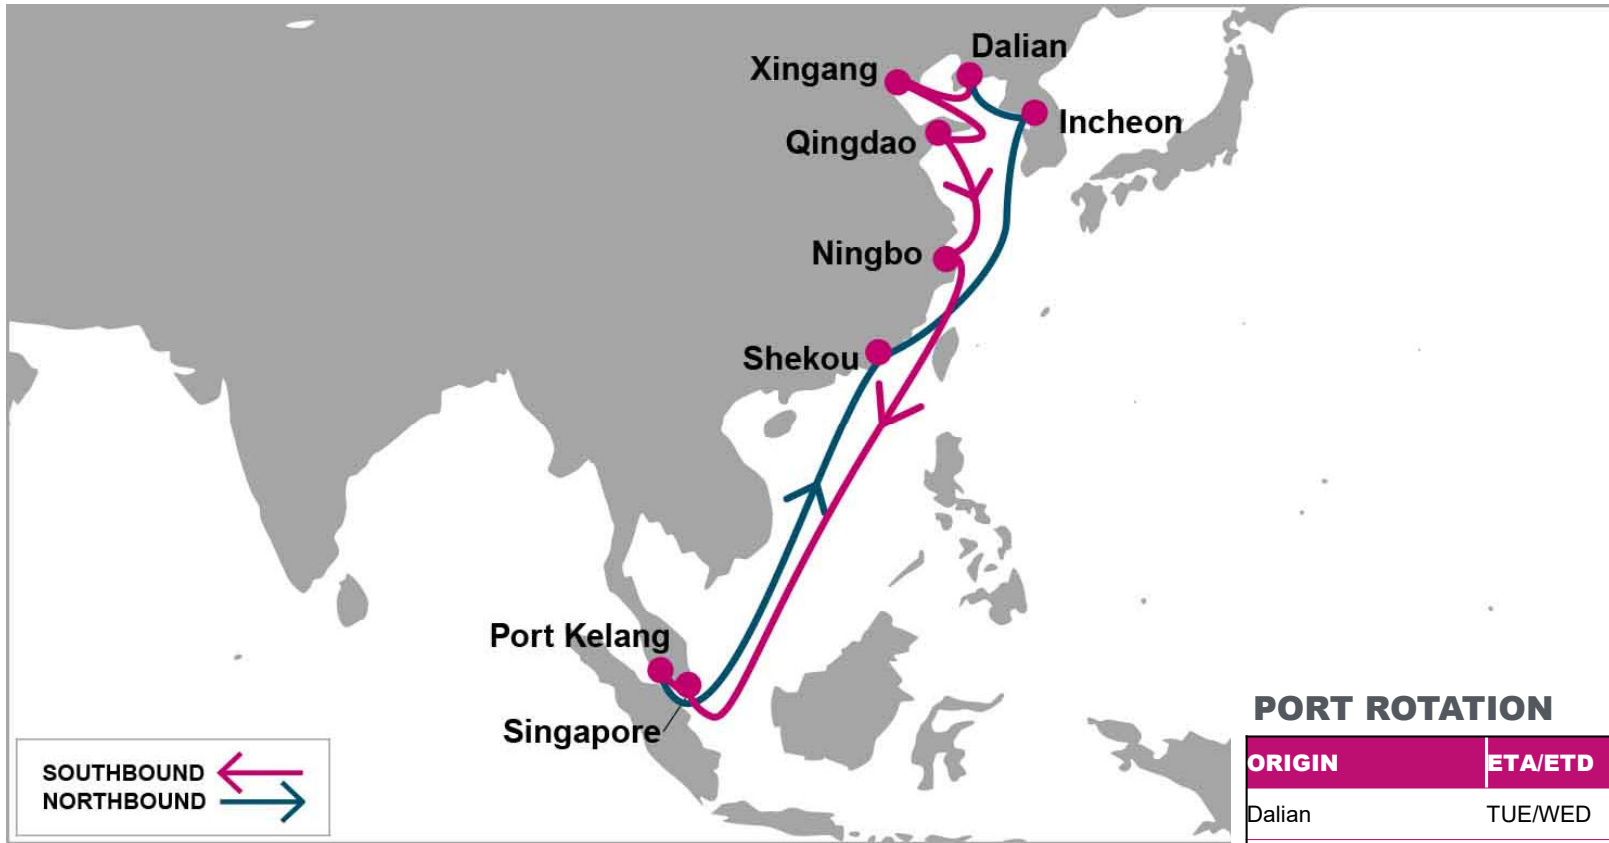 Dalian
Xingang
Incheon
Qingdao
Ningbo
Shekou
Port Kelang
Singapore
SOUTHBOUND
NORTHBOUND
PORT ROTATION
ORIGIN ETA/ETD
Dalian TUE/WED